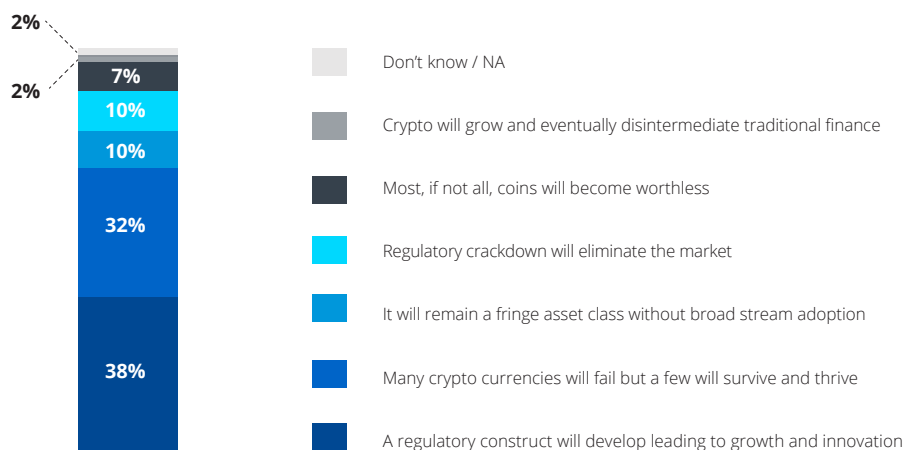 2%
2%
7%
10%
10%
32%
38%
Don’t know / NA
Crypto will grow and eventually disintermediate traditional finance
Most, if not all, coins will become worthless
Regulatory crackdown will eliminate the market
It will remain a fringe asset class without broad stream adoption
Many crypto currencies will fail but a few will survive and thrive
A regulatory construct will develop leading to growth and innovation